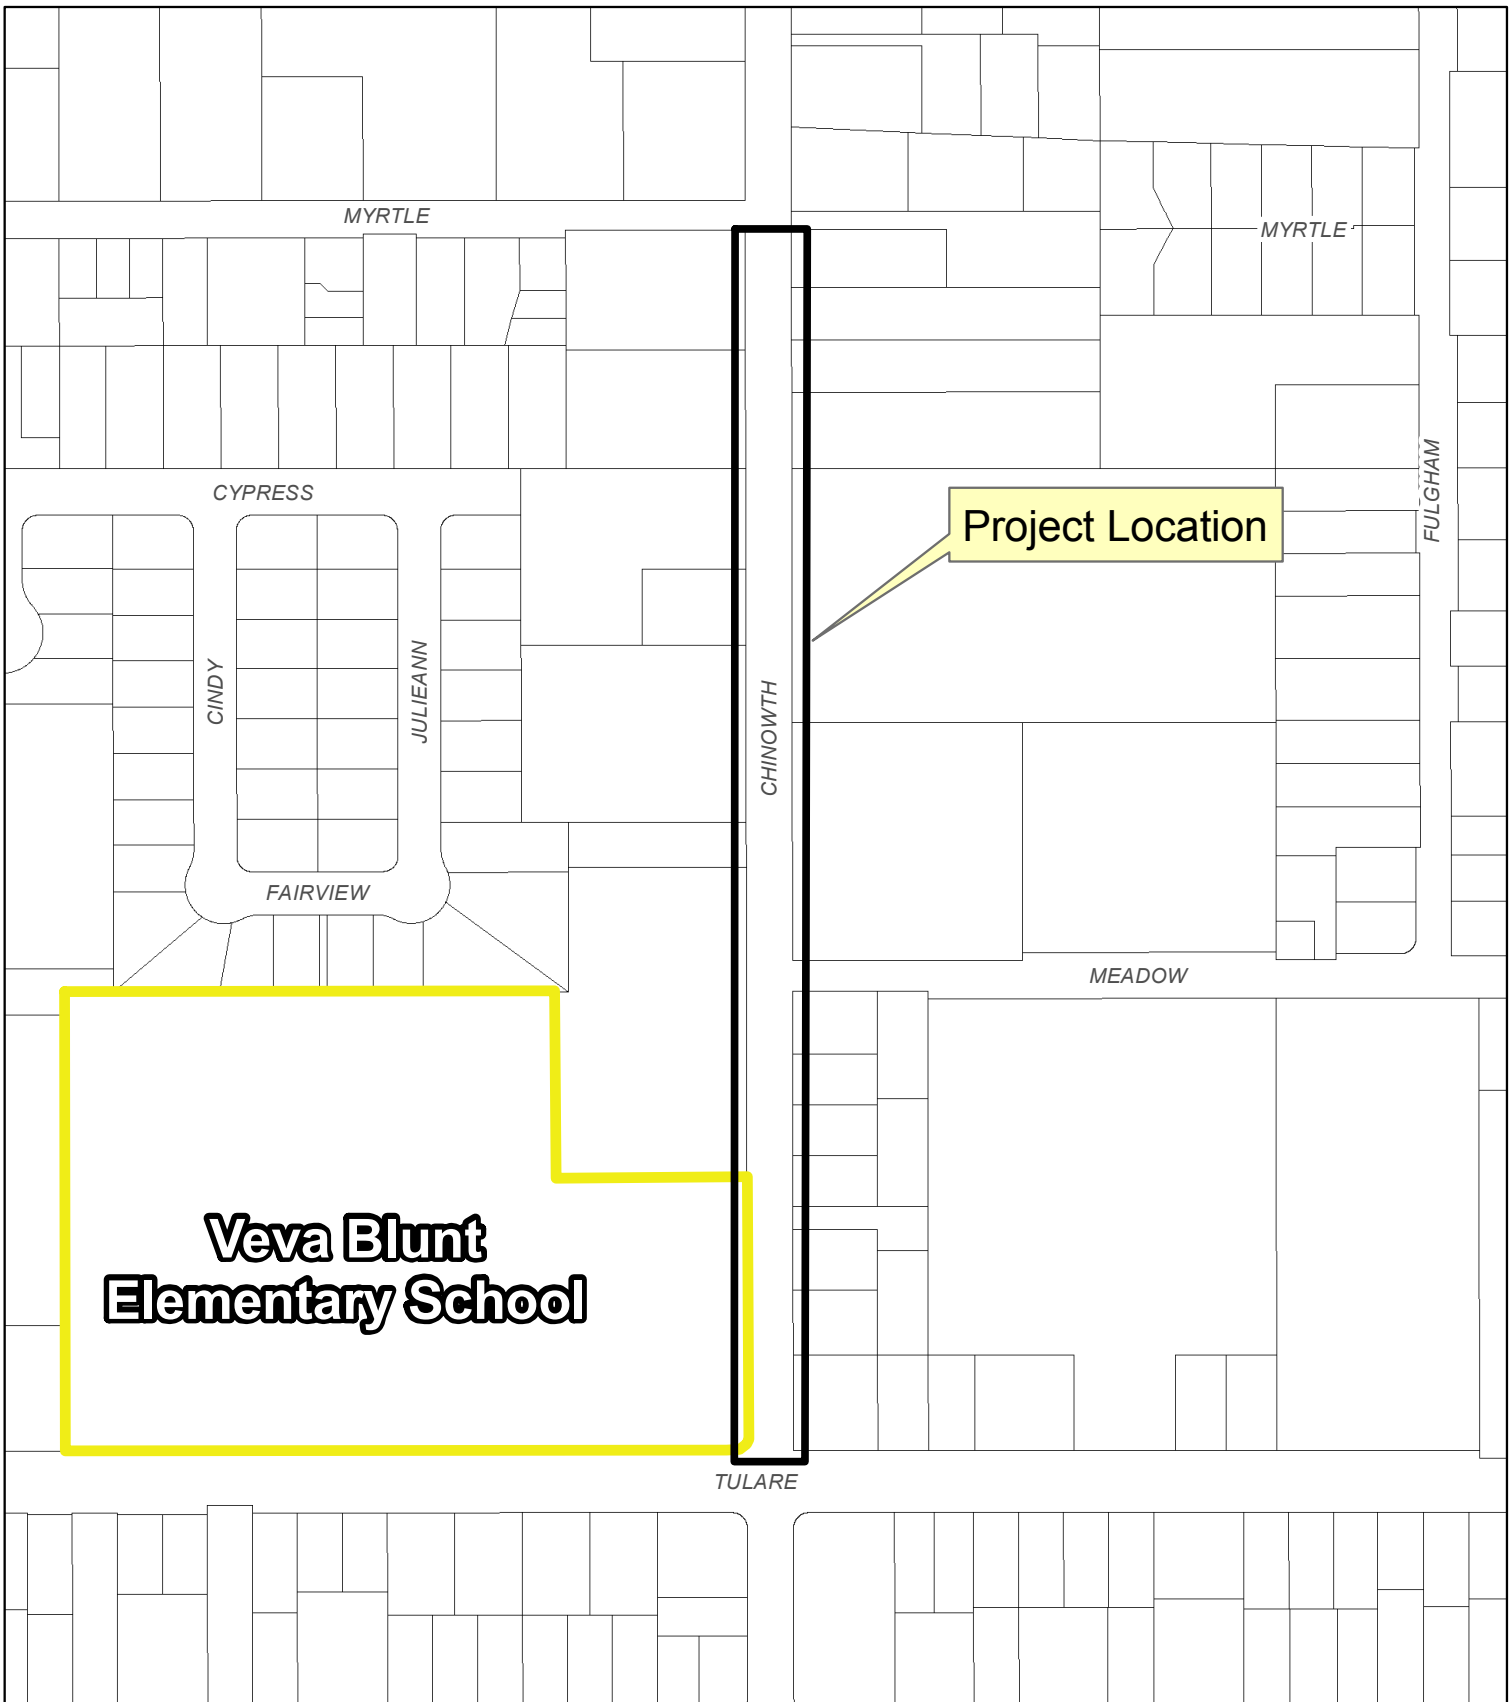 MYRTLE
MYRTLE
FULGHAM
CYPRESS
Project Location
CINDY
JULIEANN
CHINOWTH
FAIRVIEW
MEADOW
Veva Blunt
Elementary School
TULARE